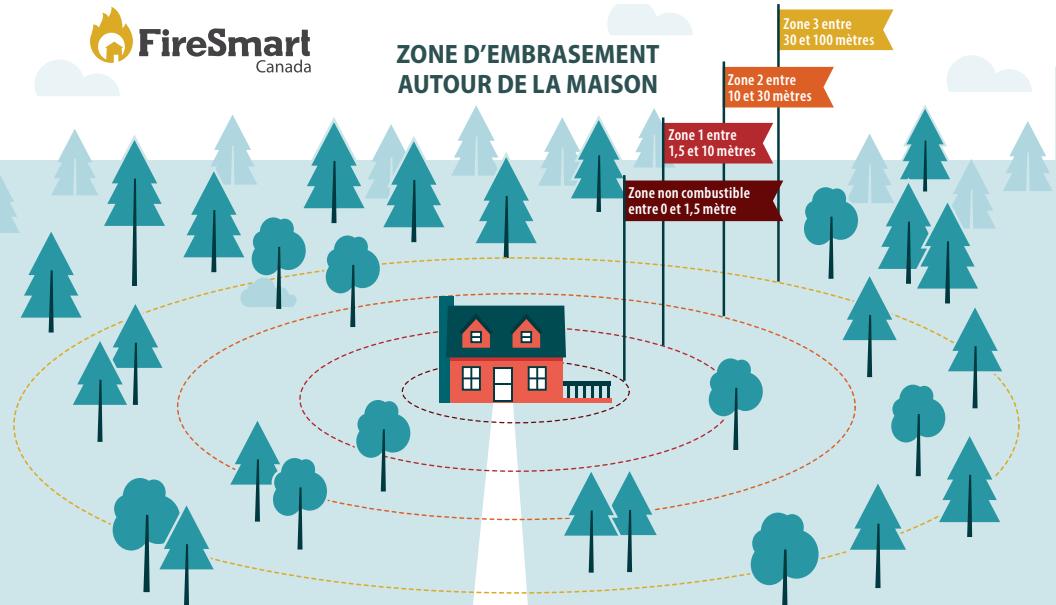 FireSmart
Canada
ZONE D’EMBRASEMENT
AUTOUR DE LA MAISON
Zone 3 entre
30 et 100 mètres
Zone 2 entre
10 et 30 mètres
Zone 1 entre
1,5 et 10 mètres
Zone non combustible
entre 0 et 1,5 mètre